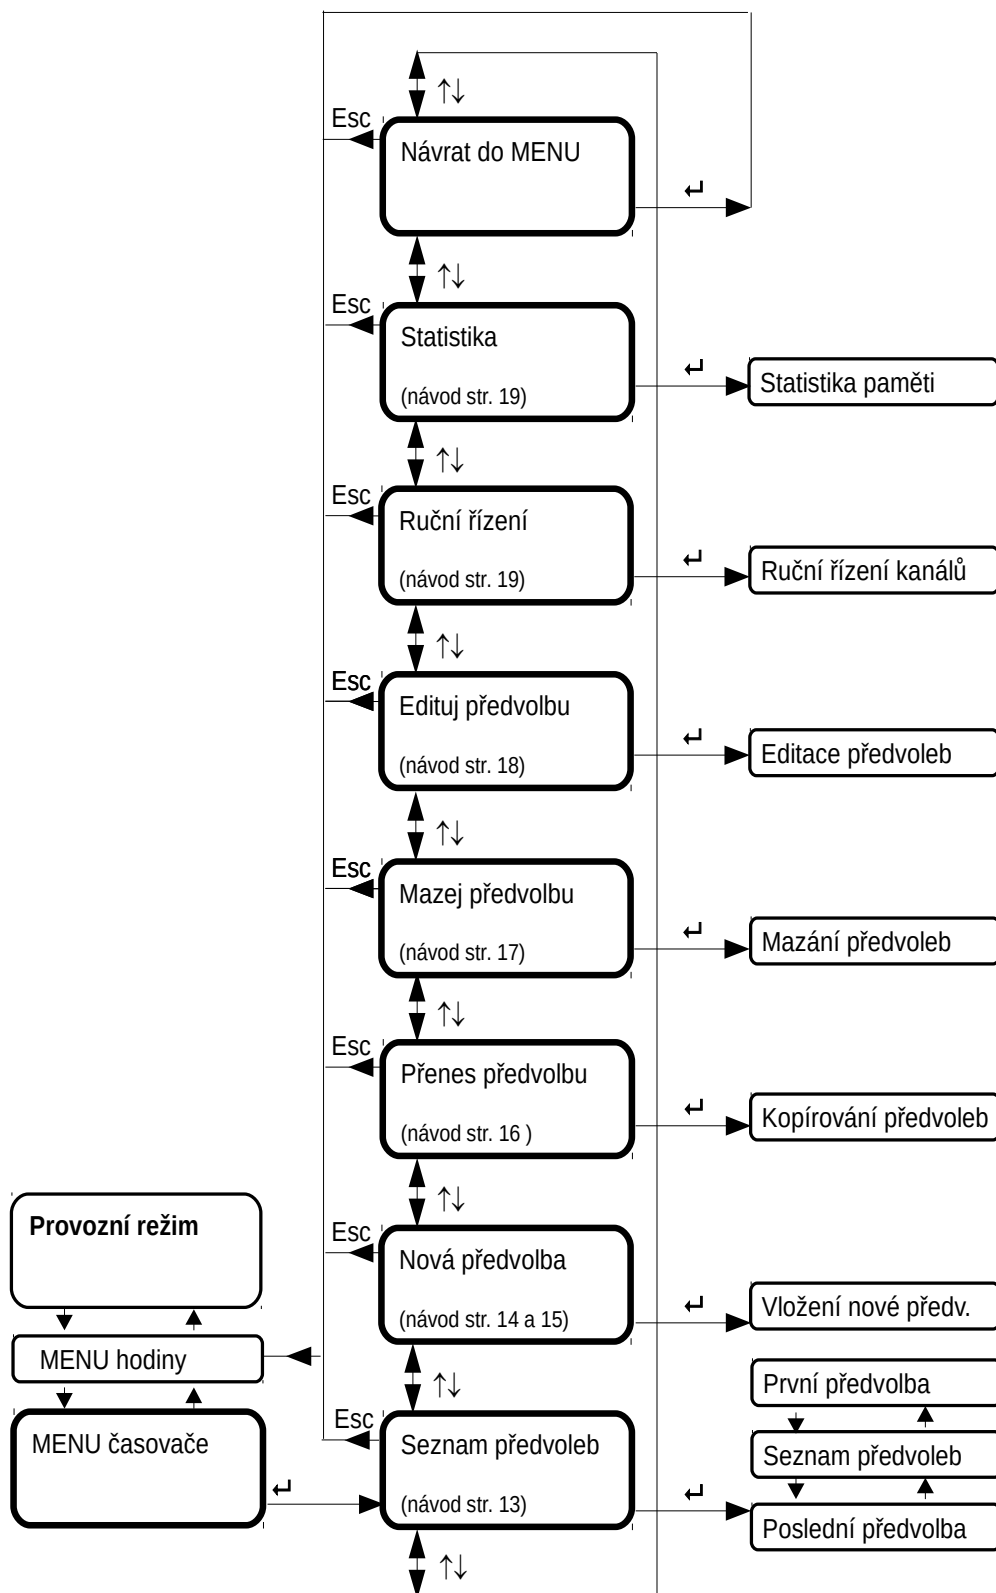 ↑↓
Esc
Návrat do MENU
↵
↑↓
Esc
Statistika
(návod str. 19)
↵
Statistika paměti
↑↓
Esc
Ruční řízení
(návod str. 19)
↵
Ruční řízení kanálů
↑↓
Esc
Edituj předvolbu
(návod str. 18)
↵
Editace předvoleb
↑↓
Esc
Mazej předvolbu
(návod str. 17)
↵
Mazání předvoleb
↑↓
Esc
Přenes předvolbu
(návod str. 16 )
↵
Kopírování předvoleb
↑↓
Esc
Nová předvolba
(návod str. 14 a 15)
↵
Vložení nové předv.
Provozní režim
MENU hodiny
MENU časovače
↵
↑↓
Esc
Seznam předvoleb
(návod str. 13)
↵
První předvolba
Seznam předvoleb
Poslední předvolba
↑↓